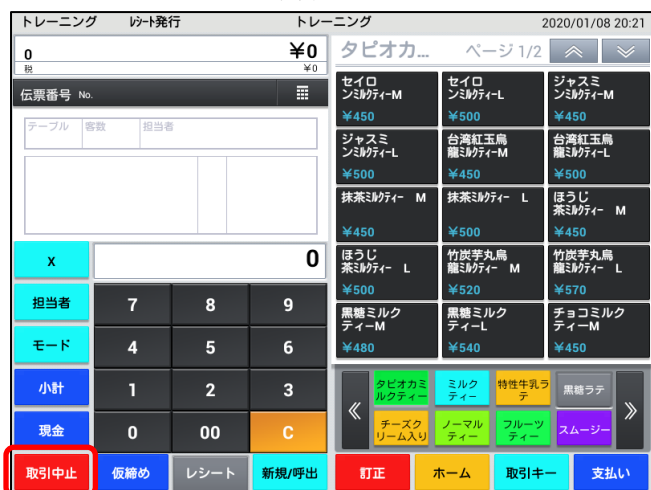 トレーニング ﾚｼｰﾄ発行 トレーニング 2020/01/08 20:21
0 ¥0
税 ¥0
伝票番号 No.
テーブル 客数 担当者
X 0
担当者 7 8 9
モード 4 5 6
小計 1 2 3
現金 0 00 C
取引中止 仮締め レシート 新規/呼出
タピオカ... ページ 1/2
セイロ
ンﾐﾙｸティーM
¥450
セイロ
ンﾐﾙｸティーL
¥500
ジャスミ
ンﾐﾙｸティーM
¥450
ジャスミ
ンﾐﾙｸティーL
¥500
台湾紅玉烏
龍ﾐﾙｸティーM
¥450
台湾紅玉烏
龍ﾐﾙｸティーL
¥500
抹茶ﾐﾙｸティー M
¥450
抹茶ﾐﾙｸティー L
¥500
ほうじ
茶ﾐﾙｸティー M
¥450
ほうじ
茶ﾐﾙｸティー L
¥500
竹炭芋丸烏
龍ﾐﾙｸティー M
¥520
竹炭芋丸烏
龍ﾐﾙｸティー L
¥570
黒糖ミルク
ティーM
¥480
黒糖ミルク
ティーL
¥540
チョコミルク
ティーM
¥450
タピオカミ
ルクティー
ミルク
ティー
特性牛乳ラ
テ
黒糖ラテ
チーズク
リーム入り
ノーマル
ティー
フルーツ
ティー
スムージー
訂正 ホーム 取引キー 支払い